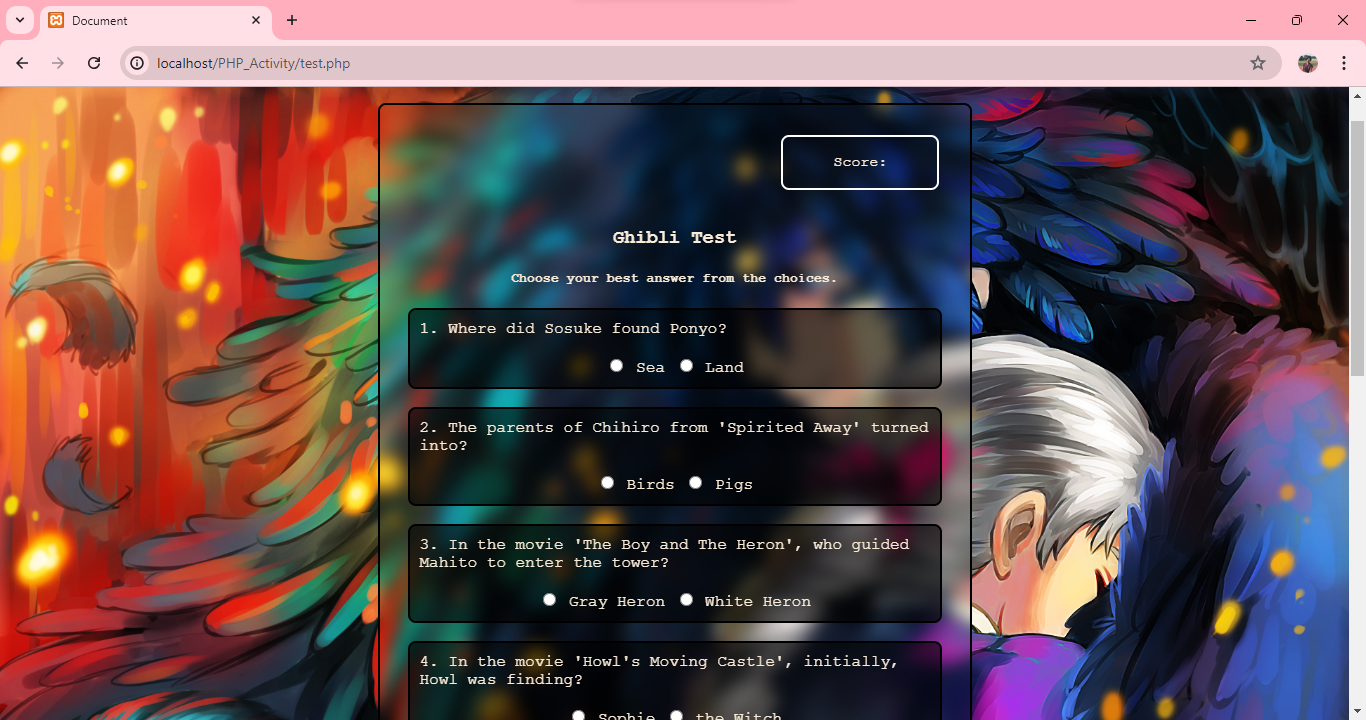 Document
localhost/PHP_Activity/test.php
Score:
Ghibli Test
Choose your best answer from the choices.
1. Where did Sosuke found Ponyo?
Sea Land
2. The parents of Chihiro from 'Spirited Away' turned
into?
Birds Pigs
3. In the movie 'The Boy and The Heron', who guided
Mahito to enter the tower?
Gray Heron White Heron
4. In the movie 'Howl's Moving Castle', initially,
Howl was finding?
Sophie the Witch